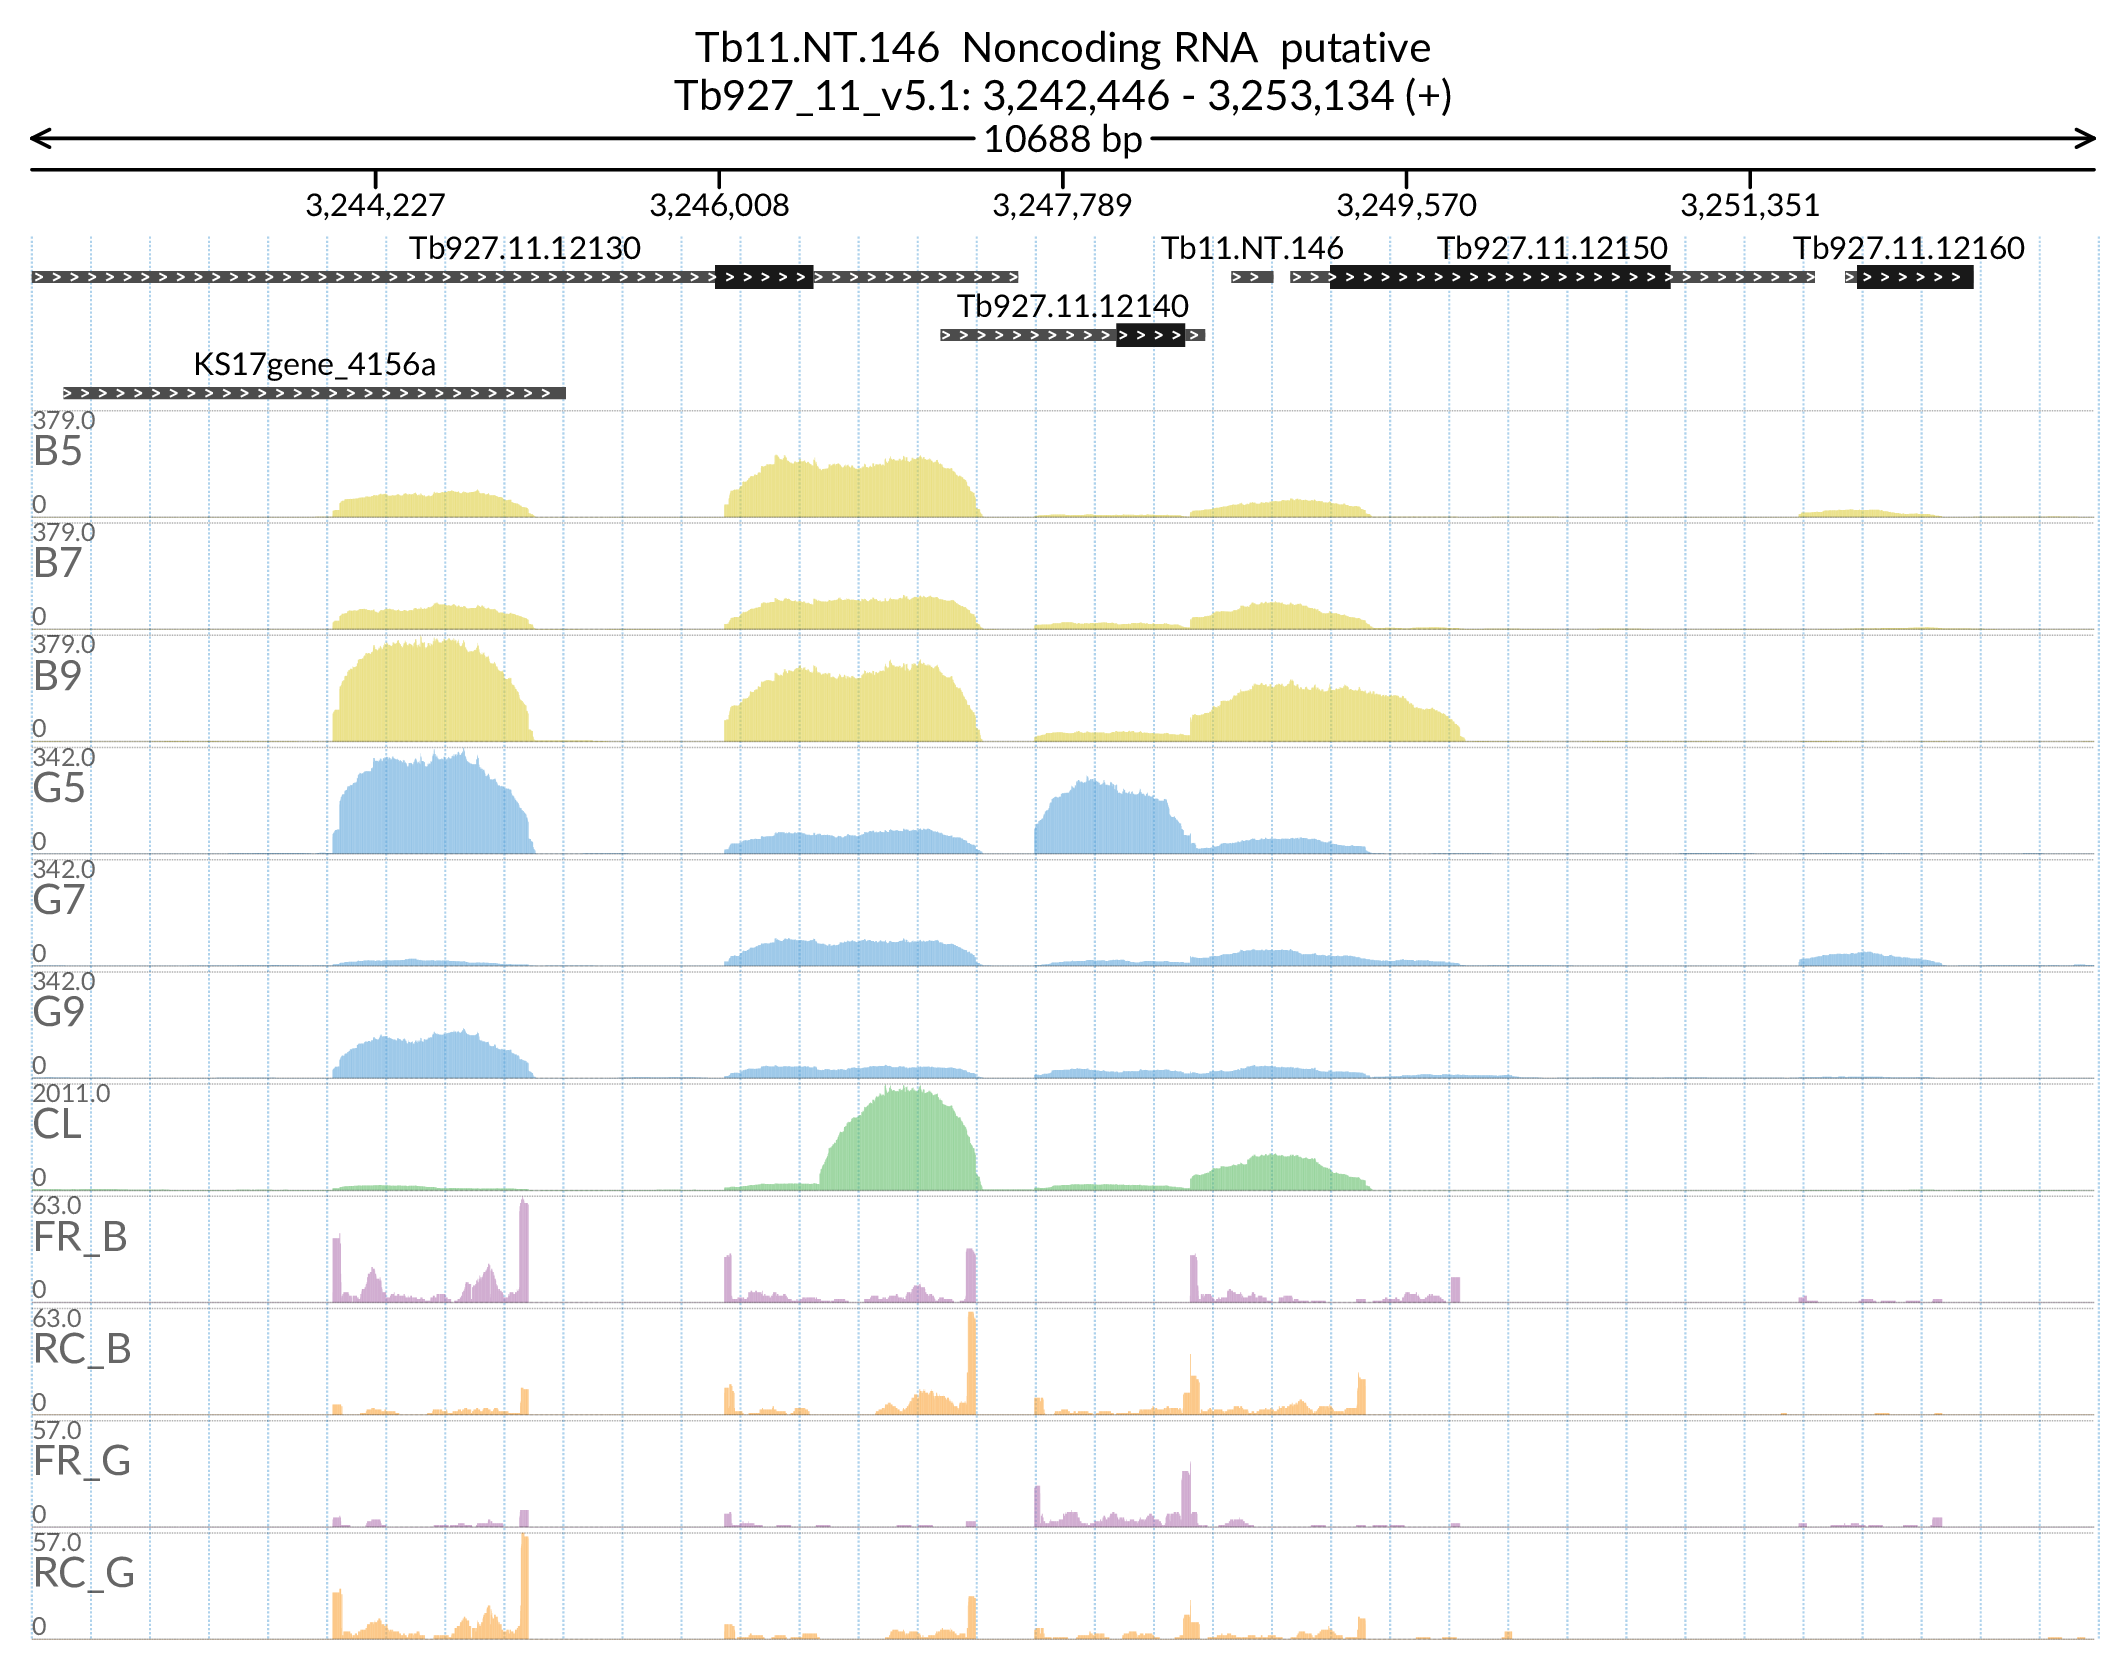 Tb11.NT.146 Noncoding RNA putative
Tb927_11_v5.1: 3,242,446 - 3,253,134 (+)
10688 bp
3,244,227 3,246,008 3,247,789 3,249,570 3,251,351
Tb927.11.12130 Tb11.NT.146 Tb927.11.12150 Tb927.11.12160
Tb927.11.12140
KS17gene_4156a
379.0
B5
0
379.0
B7
0
379.0
B9
0
342.0
G5
0
342.0
G7
0
342.0
G9
0
2011.0
CL
0
63.0
FR_B
0
63.0
RC_B
0
57.0
FR_G
0
57.0
RC_G
0